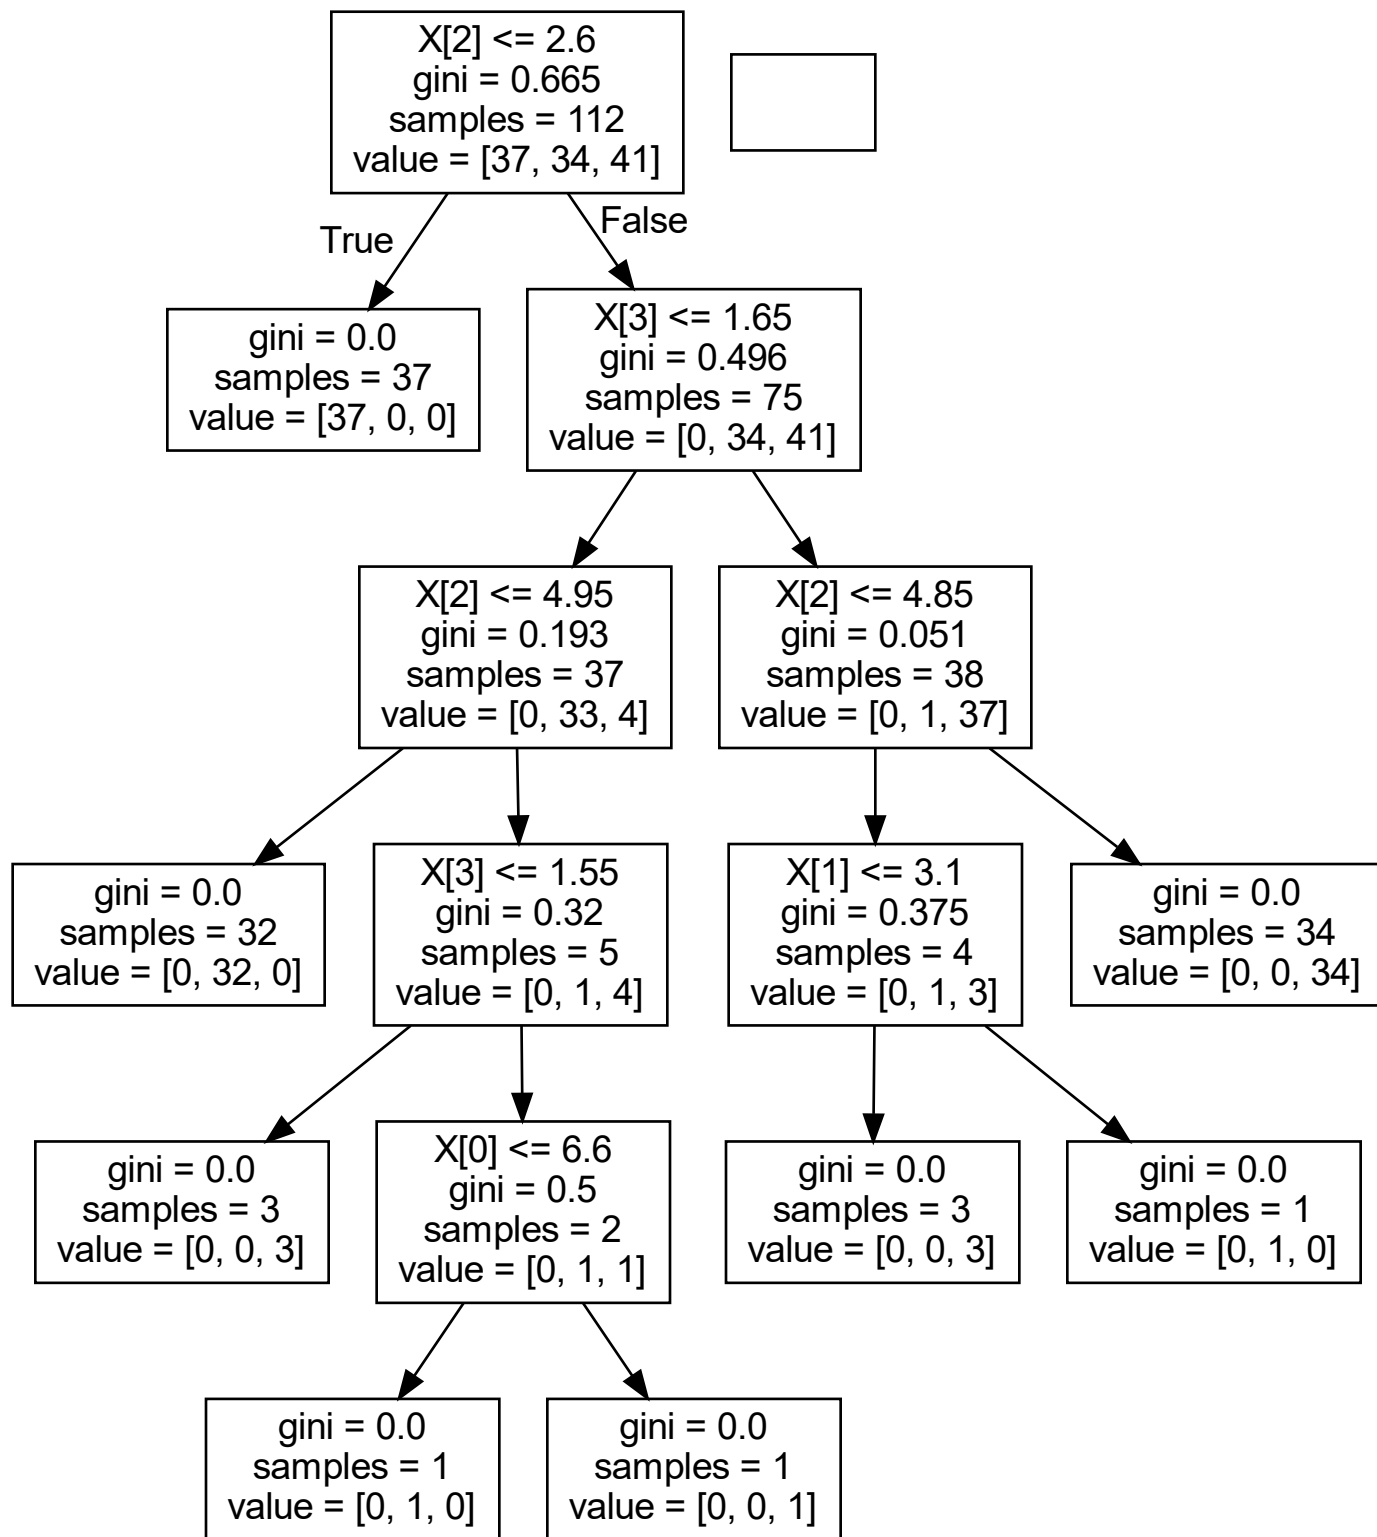 X[2] <= 2.6
gini = 0.665
samples = 112
value = [37, 34, 41]
True
False
gini = 0.0
samples = 37
value = [37, 0, 0]
X[3] <= 1.65
gini = 0.496
samples = 75
value = [0, 34, 41]
X[2] <= 4.95
gini = 0.193
samples = 37
value = [0, 33, 4]
X[2] <= 4.85
gini = 0.051
samples = 38
value = [0, 1, 37]
gini = 0.0
samples = 32
value = [0, 32, 0]
X[3] <= 1.55
gini = 0.32
samples = 5
value = [0, 1, 4]
X[1] <= 3.1
gini = 0.375
samples = 4
value = [0, 1, 3]
gini = 0.0
samples = 34
value = [0, 0, 34]
gini = 0.0
samples = 3
value = [0, 0, 3]
X[0] <= 6.6
gini = 0.5
samples = 2
value = [0, 1, 1]
gini = 0.0
samples = 3
value = [0, 0, 3]
gini = 0.0
samples = 1
value = [0, 1, 0]
gini = 0.0
samples = 1
value = [0, 1, 0]
gini = 0.0
samples = 1
value = [0, 0, 1]